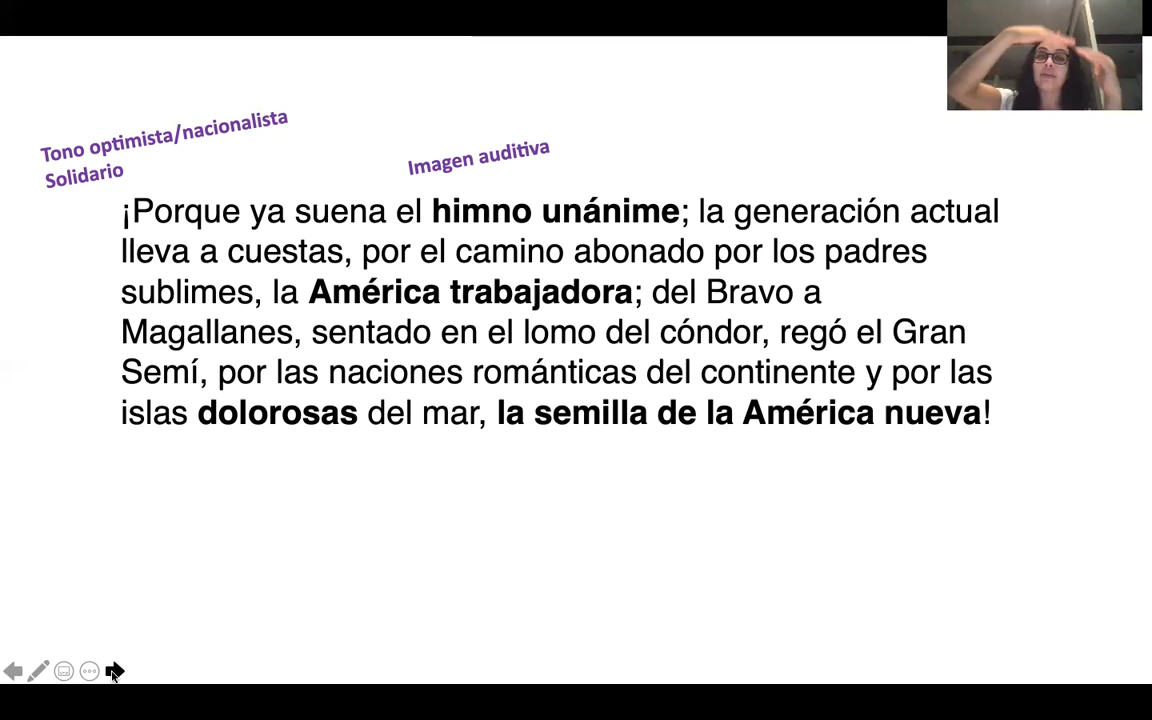 Tono optimista/nacionalista
Solidario
Imagen auditiva
¡Porque ya suena el himno unánime; la generación actual
lleva a cuestas, por el camino abonado por los padres
sublimes, la América trabajadora; del Bravo a
Magallanes, sentado en el lomo del cóndor, regó el Gran
Semí, por las naciones románticas del continente y por las
islas dolorosas del mar, la semilla de la América nueva!